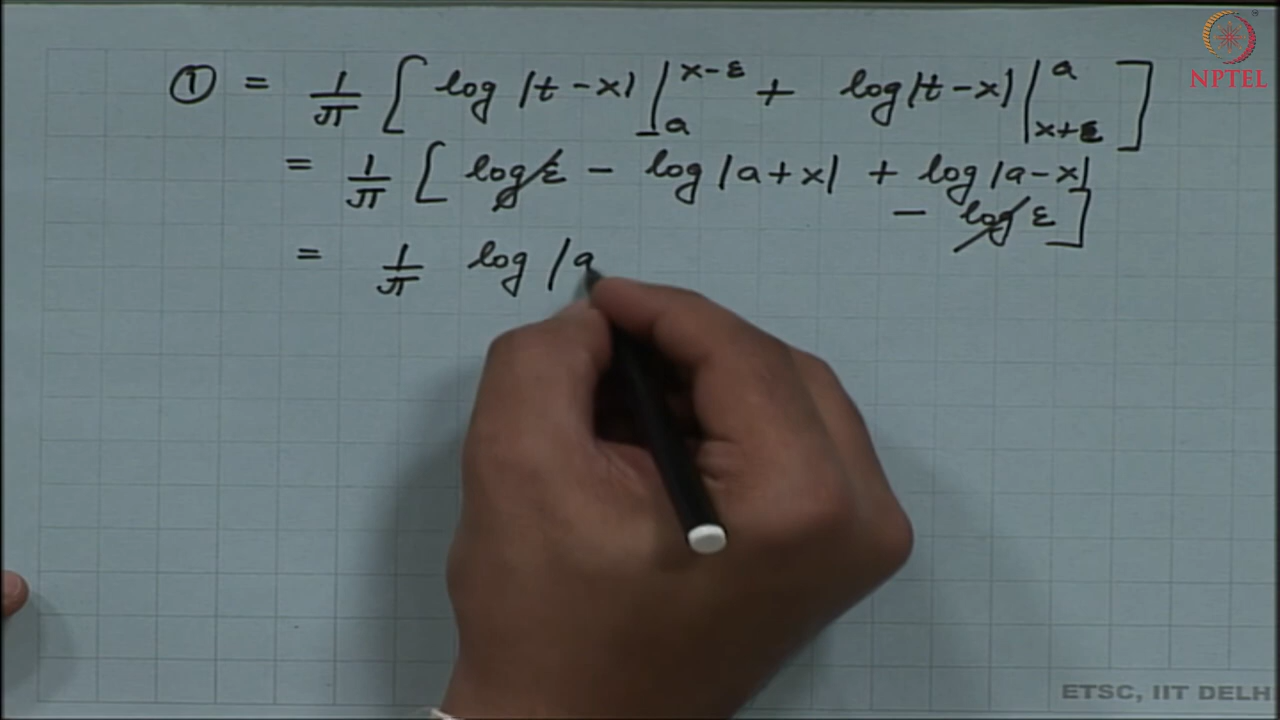 ① = 1/π [ log |t - x| |_{-a}^{x-ε} + log|t - x| |_{x+ε}^{a} ]
= 1/π [ log ε - log |a + x| + log |a - x|
- log ε ]
= 1/π log |a
NPTEL
ETSC, IIT DELHI